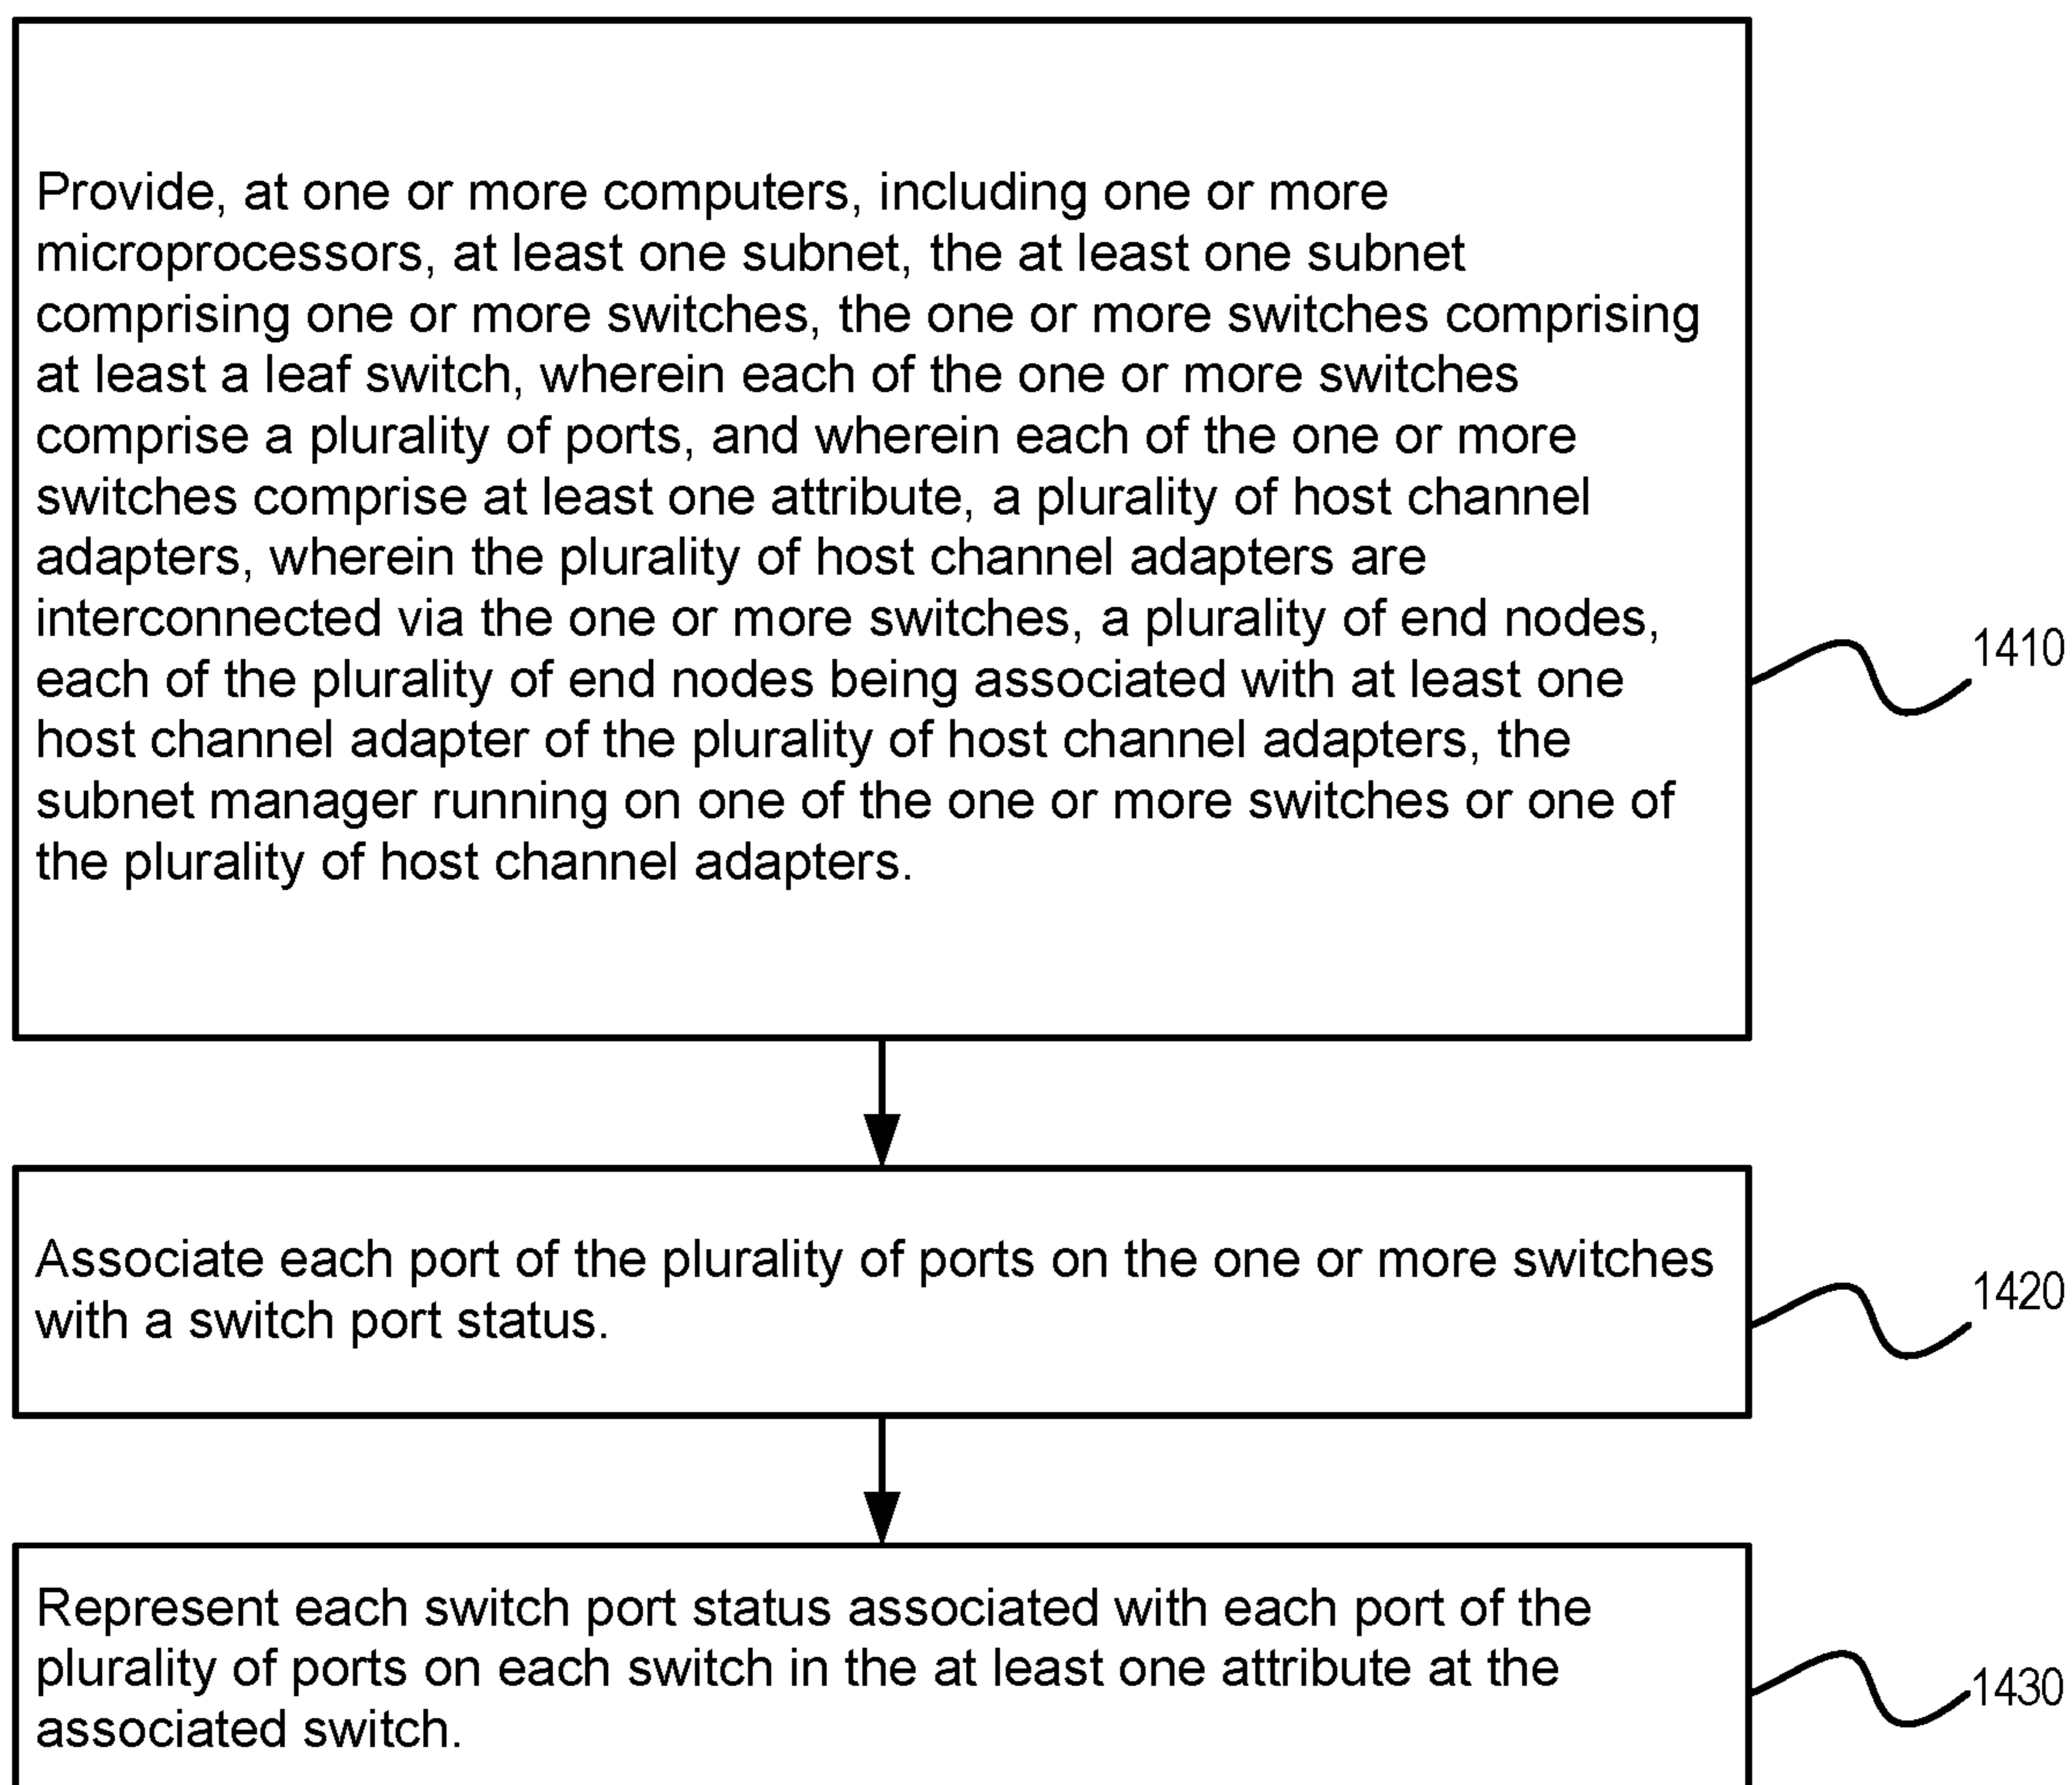 Provide, at one or more computers, including one or more
microprocessors, at least one subnet, the at least one subnet
comprising one or more switches, the one or more switches comprising
at least a leaf switch, wherein each of the one or more switches
comprise a plurality of ports, and wherein each of the one or more
switches comprise at least one attribute, a plurality of host channel
adapters, wherein the plurality of host channel adapters are
interconnected via the one or more switches, a plurality of end nodes,
each of the plurality of end nodes being associated with at least one
host channel adapter of the plurality of host channel adapters, the
subnet manager running on one of the one or more switches or one of
the plurality of host channel adapters.
1410
Associate each port of the plurality of ports on the one or more switches
with a switch port status.
1420
Represent each switch port status associated with each port of the
plurality of ports on each switch in the at least one attribute at the
associated switch.
1430